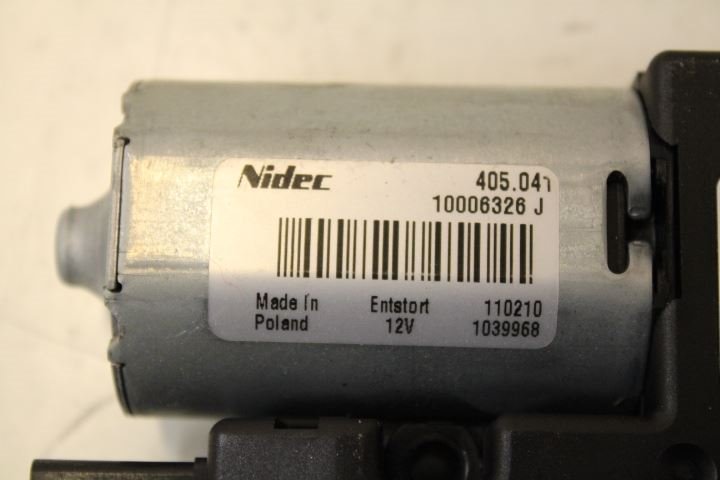 Nidec 405.041
10006326 J
Made in Entstort 110210
Poland 12V 1039968